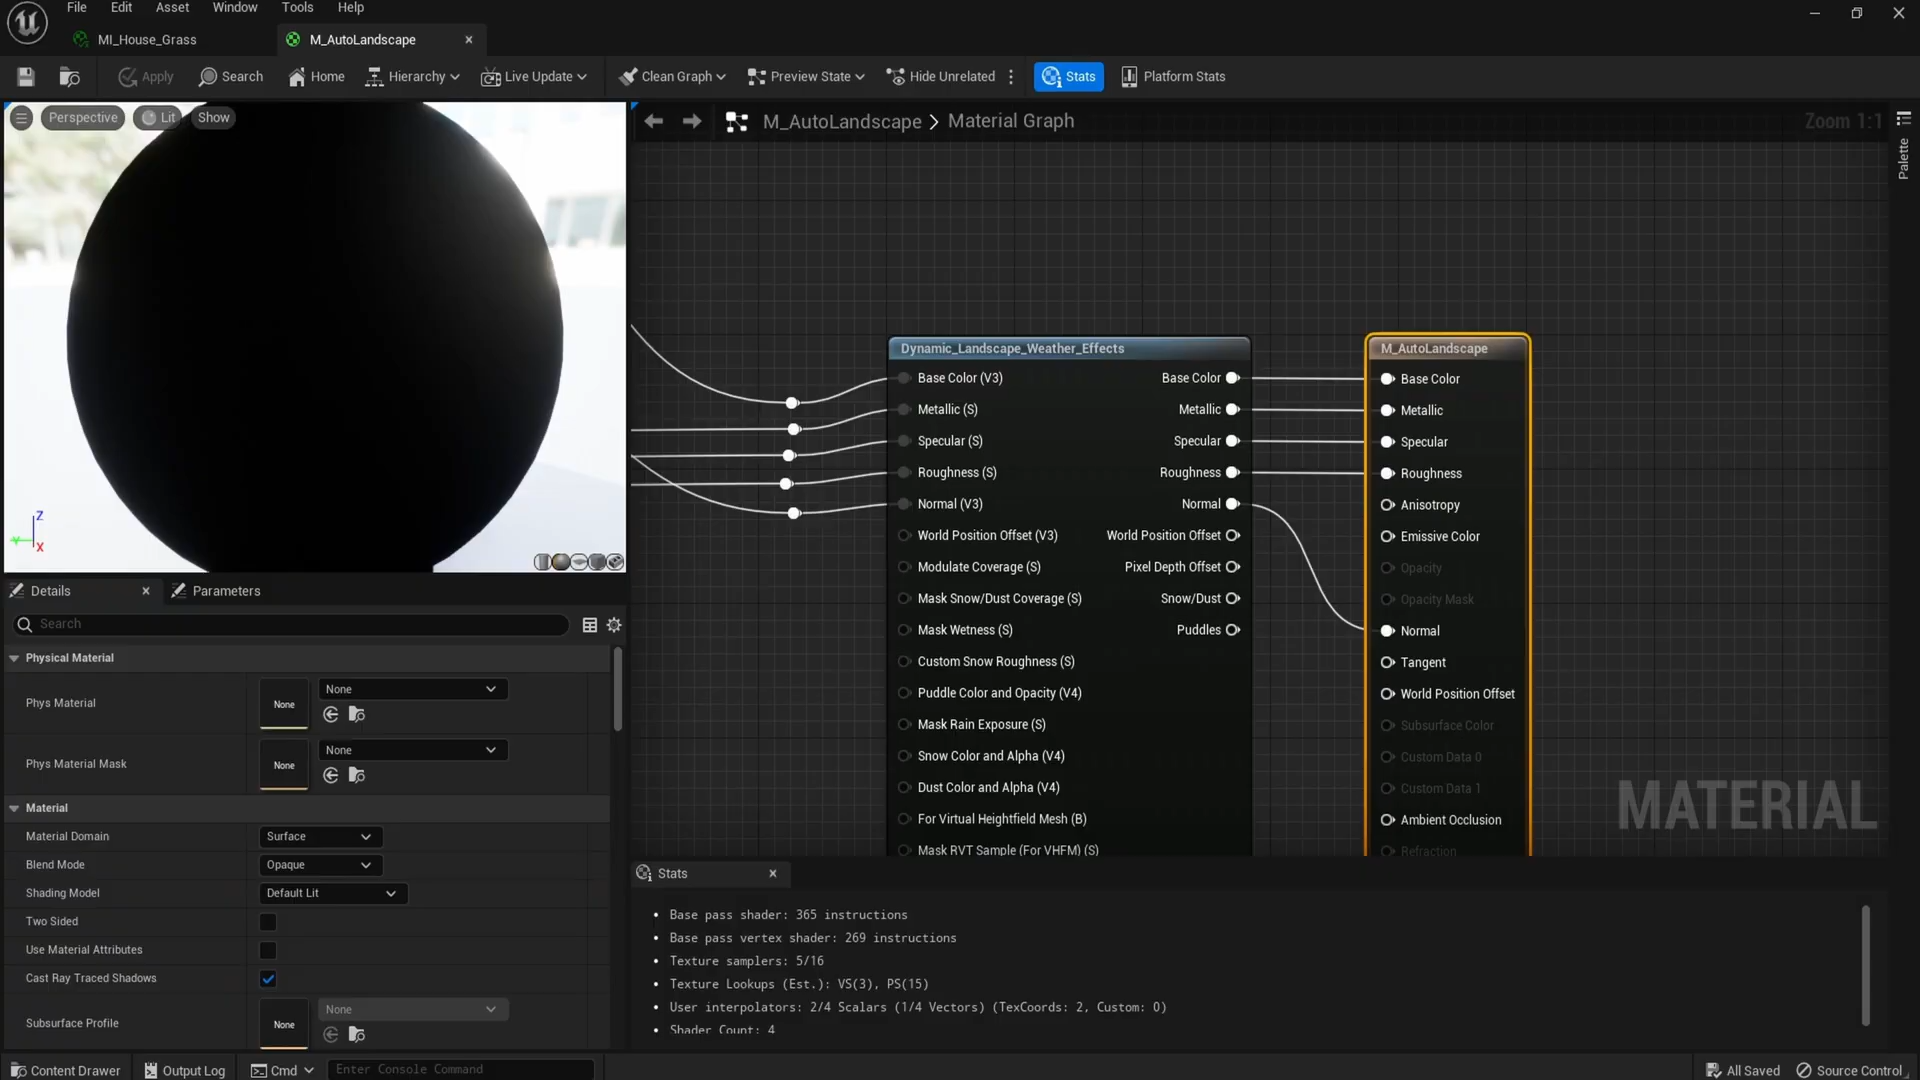 File Edit Asset Window Tools Help
MI_House_Grass
M_AutoLandscape
Apply
Search
Home
Hierarchy
Live Update
Clean Graph
Preview State
Hide Unrelated
Stats
Platform Stats
Perspective
Lit
Show
M_AutoLandscape > Material Graph
Zoom 1:1
Palette
Z
Y
X
Dynamic_Landscape_Weather_Effects
Base Color (V3) Base Color
Metallic (S) Metallic
Specular (S) Specular
Roughness (S) Roughness
Normal (V3) Normal
World Position Offset (V3) World Position Offset
Modulate Coverage (S) Pixel Depth Offset
Mask Snow/Dust Coverage (S) Snow/Dust
Mask Wetness (S) Puddles
Custom Snow Roughness (S)
Puddle Color and Opacity (V4)
Mask Rain Exposure (S)
Snow Color and Alpha (V4)
Dust Color and Alpha (V4)
For Virtual Heightfield Mesh (B)
Mask RVT Sample (For VHFM) (S)
M_AutoLandscape
Base Color
Metallic
Specular
Roughness
Anisotropy
Emissive Color
Opacity
Opacity Mask
Normal
Tangent
World Position Offset
Subsurface Color
Custom Data 0
Custom Data 1
Ambient Occlusion
Refraction
MATERIAL
Details
Parameters
Search
Physical Material
Phys Material None None
Phys Material Mask None None
Material
Material Domain Surface
Blend Mode Opaque
Shading Model Default Lit
Two Sided
Use Material Attributes
Cast Ray Traced Shadows
Subsurface Profile None None
Stats
• Base pass shader: 365 instructions
• Base pass vertex shader: 269 instructions
• Texture samplers: 5/16
• Texture Lookups (Est.): VS(3), PS(15)
• User interpolators: 2/4 Scalars (1/4 Vectors) (TexCoords: 2, Custom: 0)
• Shader Count: 4
Content Drawer
Output Log
Cmd
Enter Console Command
All Saved
Source Control